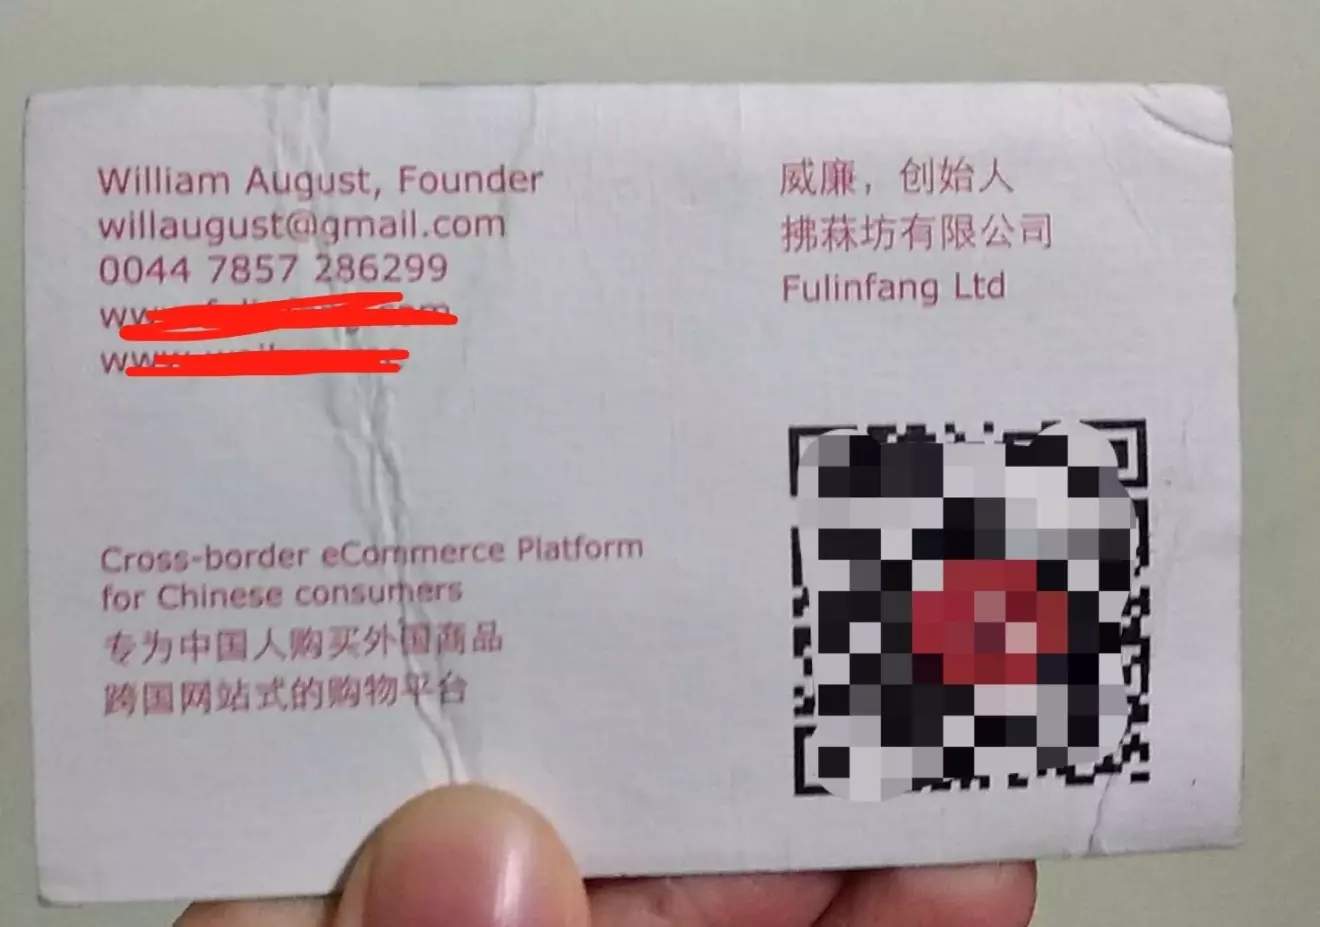 William August, Founder
willaugust@gmail.com
0044 7857 286299
威廉，创始人
拂菻坊有限公司
Fulinfang Ltd
Cross-border eCommerce Platform
for Chinese consumers
专为中国人购买外国商品
跨国网站式的购物平台